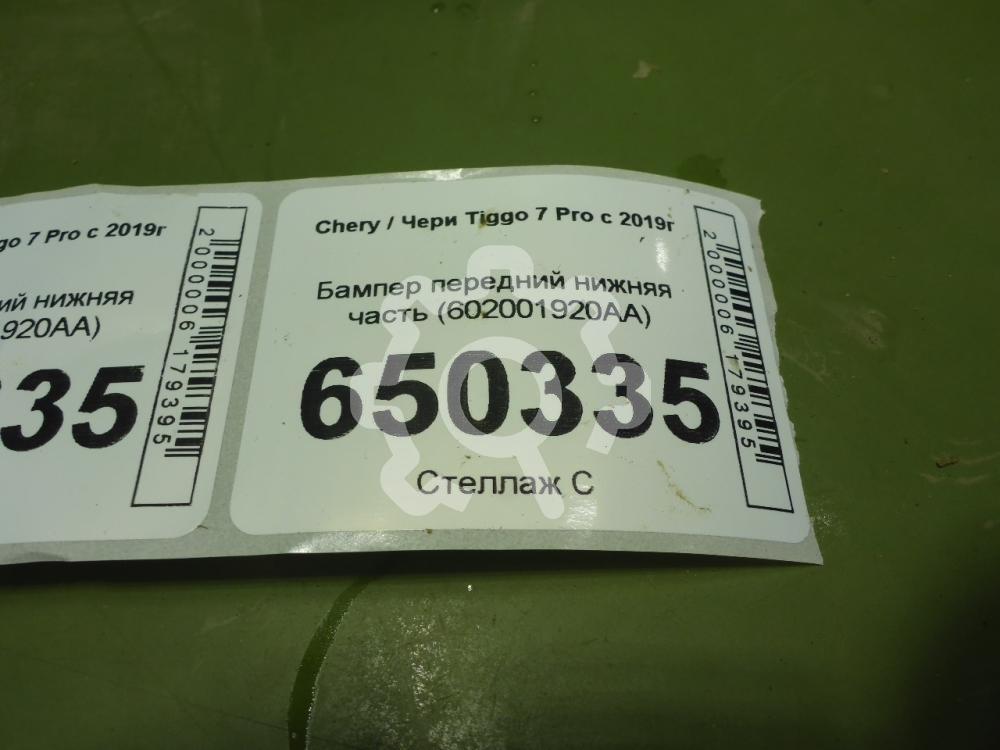 go 7 Pro с 2019г
ий нижняя
920AA)
335
2000006179395
Chery / Чери Tiggo 7 Pro с 2019г
Бампер передний нижняя
часть (602001920AA)
650335
Стеллаж С
2000006179395